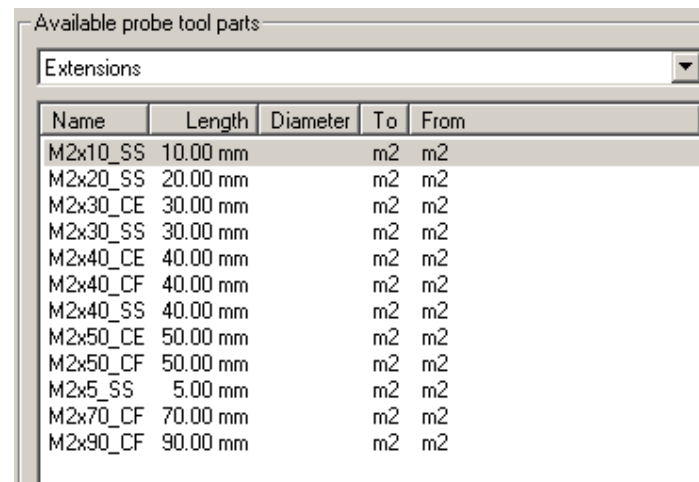 Available probe tool parts
Extensions
Name Length Diameter To From
M2x10_SS 10.00 mm m2 m2
M2x20_SS 20.00 mm m2 m2
M2x30_CE 30.00 mm m2 m2
M2x30_SS 30.00 mm m2 m2
M2x40_CE 40.00 mm m2 m2
M2x40_CF 40.00 mm m2 m2
M2x40_SS 40.00 mm m2 m2
M2x50_CE 50.00 mm m2 m2
M2x50_CF 50.00 mm m2 m2
M2x5_SS 5.00 mm m2 m2
M2x70_CF 70.00 mm m2 m2
M2x90_CF 90.00 mm m2 m2